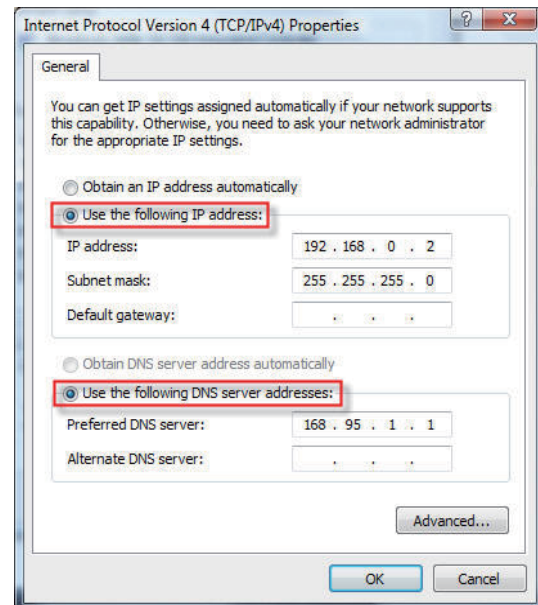 Internet Protocol Version 4 (TCP/IPv4) Properties
General
You can get IP settings assigned automatically if your network supports
this capability. Otherwise, you need to ask your network administrator
for the appropriate IP settings.
Obtain an IP address automatically
Use the following IP address:
IP address: 192 . 168 . 0 . 2
Subnet mask: 255 . 255 . 255 . 0
Default gateway: . . .
Obtain DNS server address automatically
Use the following DNS server addresses:
Preferred DNS server: 168 . 95 . 1 . 1
Alternate DNS server: . . .
Advanced...
OK Cancel